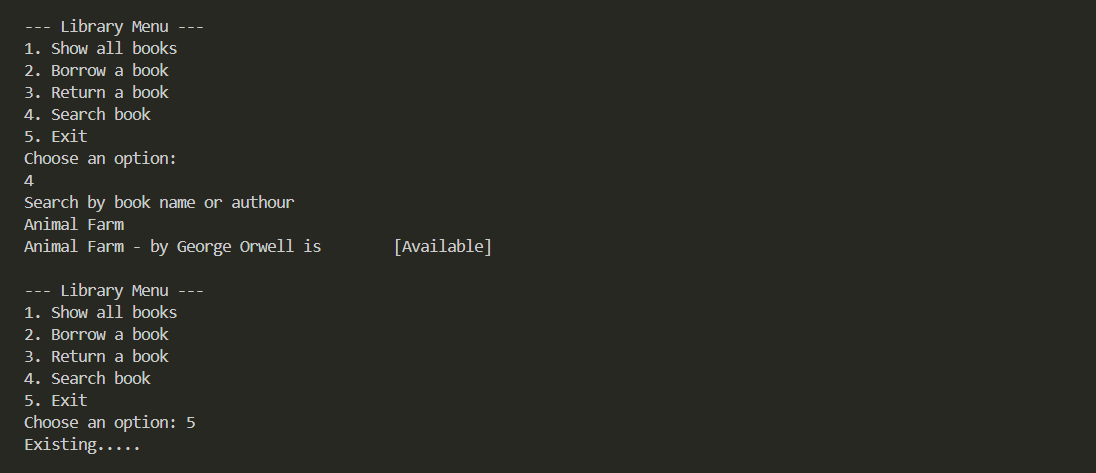 --- Library Menu ---
1. Show all books
2. Borrow a book
3. Return a book
4. Search book
5. Exit
Choose an option:
4
Search by book name or authour
Animal Farm
Animal Farm - by George Orwell is        [Available]
--- Library Menu ---
1. Show all books
2. Borrow a book
3. Return a book
4. Search book
5. Exit
Choose an option: 5
Existing.....